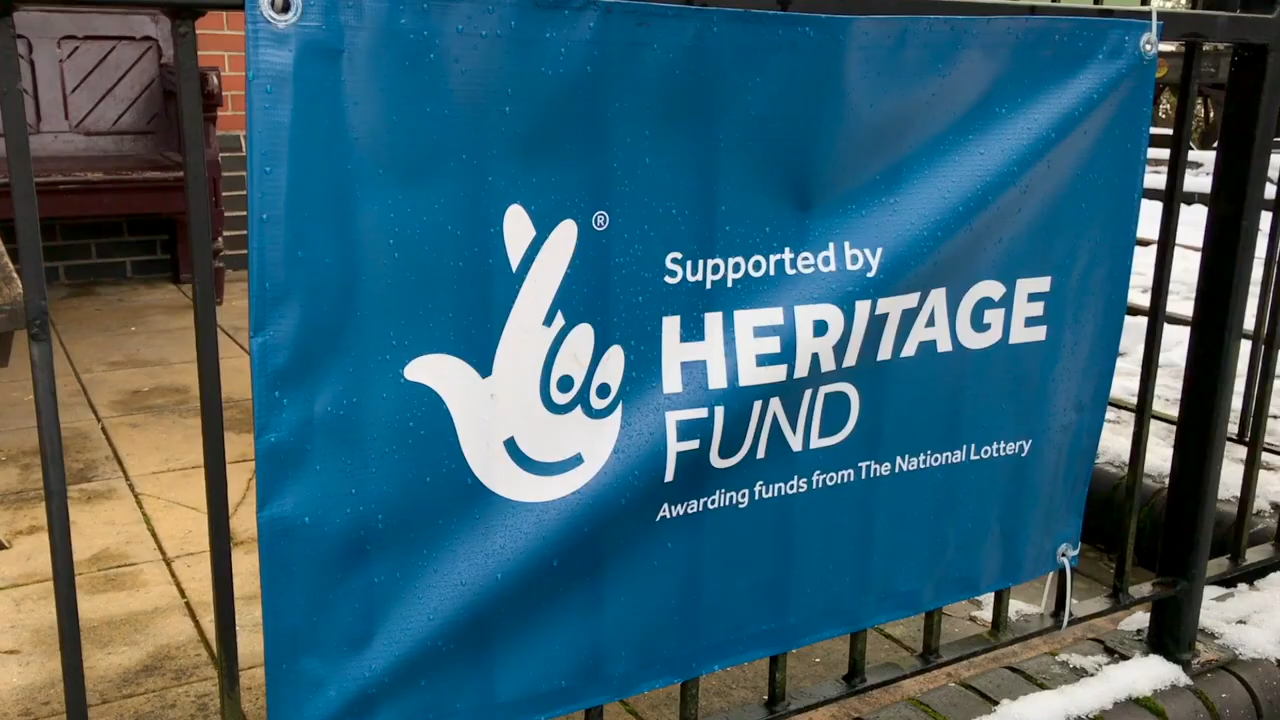 ®
Supported by
HERITAGE
FUND
Awarding funds from The National Lottery